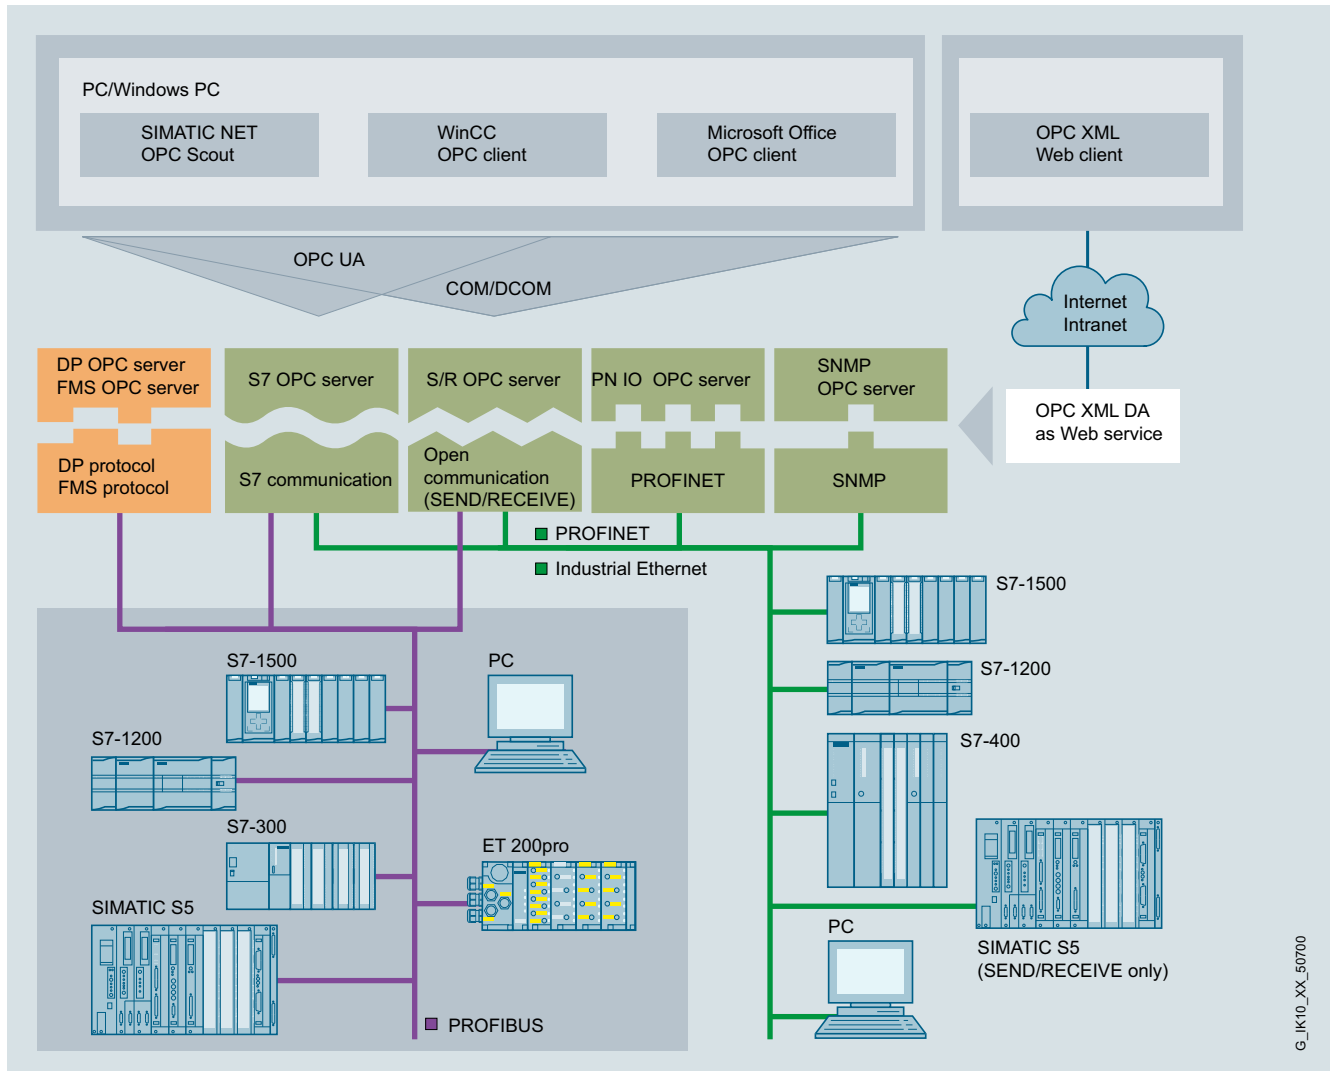 PC/Windows PC
SIMATIC NET
OPC Scout
WinCC
OPC client
Microsoft Office
OPC client
OPC XML
Web client
OPC UA
COM/DCOM
Internet
Intranet
DP OPC server
FMS OPC server
S7 OPC server
S/R OPC server
PN IO OPC server
SNMP
OPC server
OPC XML DA
as Web service
DP protocol
FMS protocol
S7 communication
Open
communication
(SEND/RECEIVE)
PROFINET
SNMP
PROFINET
Industrial Ethernet
S7-1500
S7-1200
S7-400
SIMATIC S5
(SEND/RECEIVE only)
PC
S7-1500
PC
S7-1200
S7-300
ET 200pro
SIMATIC S5
PROFIBUS
G_IK10_XX_50700